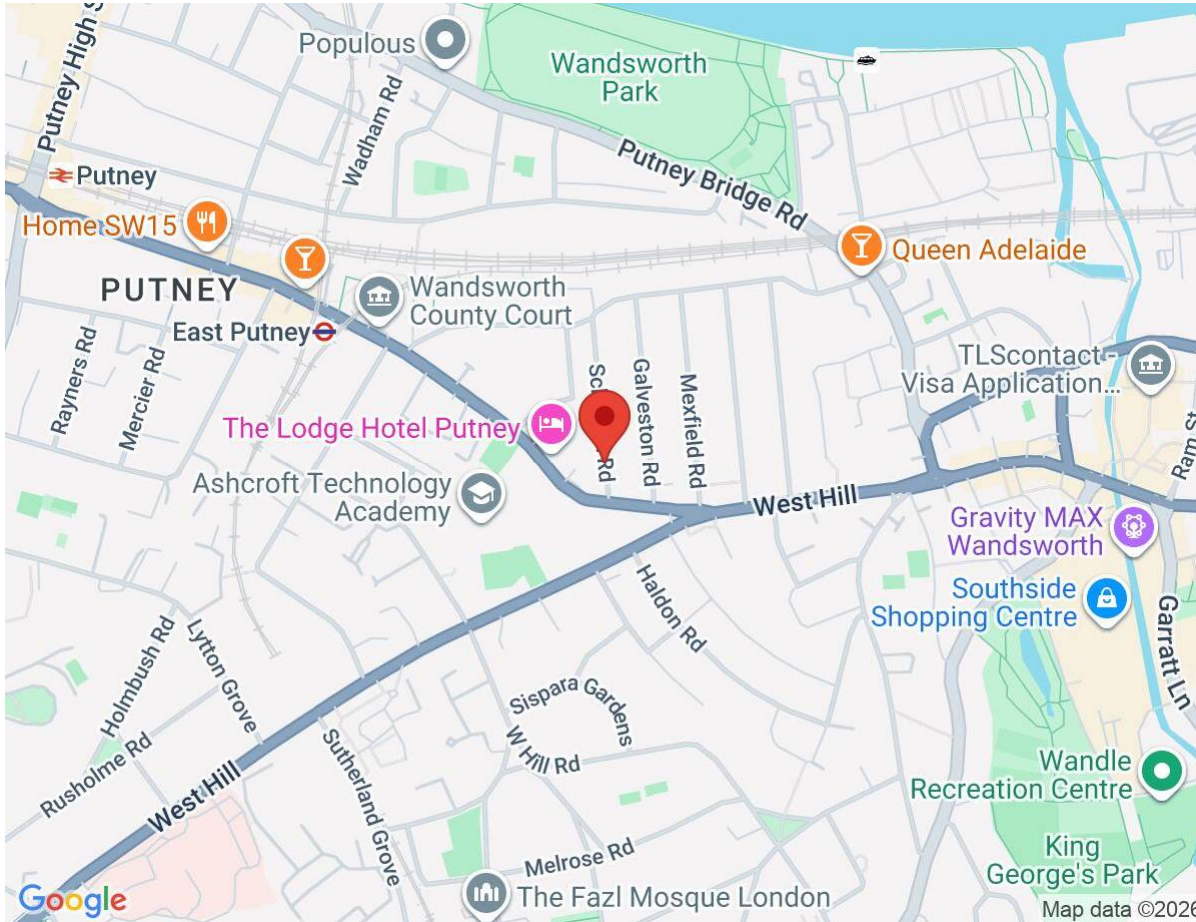 Populous
Wandsworth
Park
Putney High S
Wadham Rd
Putney Bridge Rd
Putney
Home SW15
Queen Adelaide
PUTNEY
Wandsworth
County Court
East Putney
TLScontact -
Visa Application...
Rayners Rd
Mercier Rd
Galveston Rd
Mexfield Rd
Rd
The Lodge Hotel Putney
Ram St
Ashcroft Technology
Academy
West Hill
Gravity MAX
Wandsworth
Haldon Rd
Southside
Shopping Centre
Garratt Ln
Holmbush Rd
Lytton Grove
Sispara Gardens
W Hill Rd
Rusholme Rd
Sutherland Grove
West Hill
Wandle
Recreation Centre
Melrose Rd
King
George's Park
The Fazl Mosque London
Google
Map data ©2026